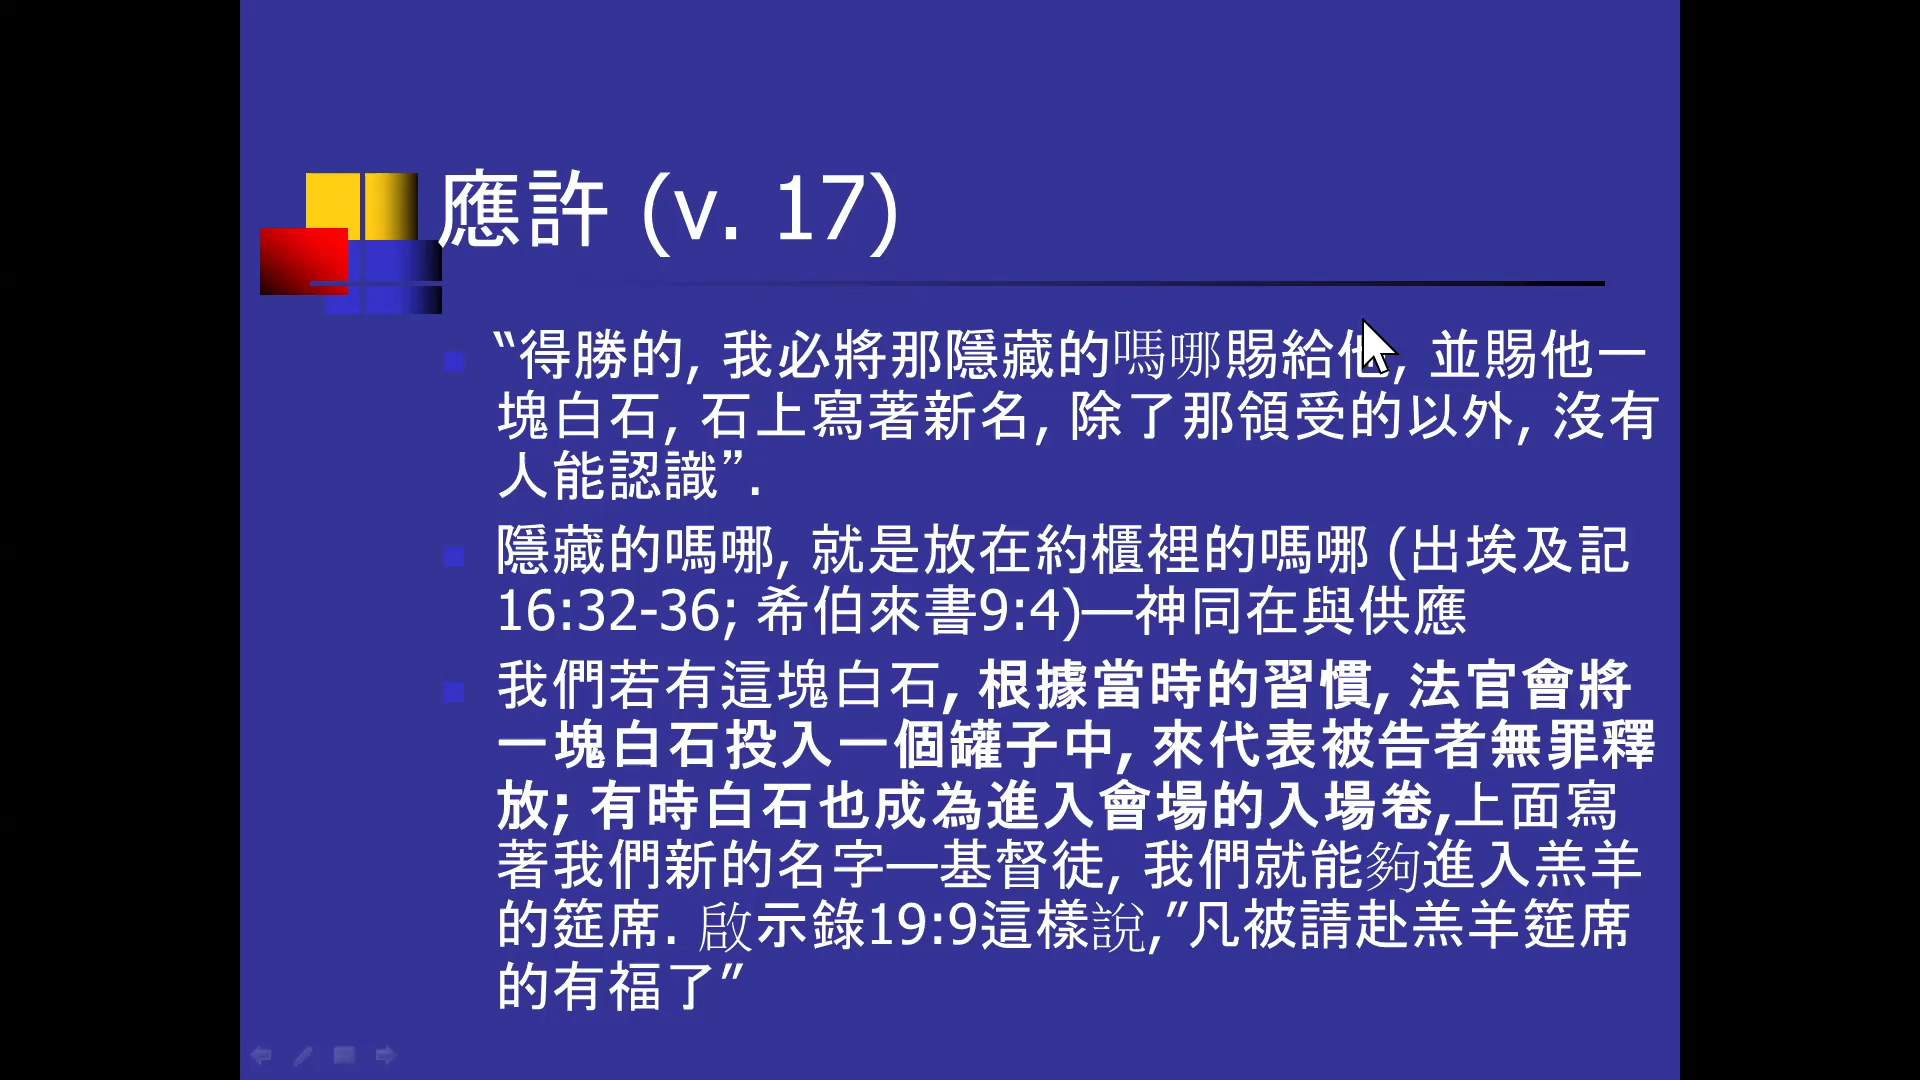 應許 (v. 17)
“得勝的, 我必將那隱藏的嗎哪賜給他, 並賜他一
塊白石, 石上寫著新名, 除了那領受的以外, 沒有
人能認識”.
隱藏的嗎哪, 就是放在約櫃裡的嗎哪 (出埃及記
16:32-36; 希伯來書9:4)—神同在與供應
我們若有這塊白石, 根據當時的習慣, 法官會將
一塊白石投入一個罐子中, 來代表被告者無罪釋
放; 有時白石也成為進入會場的入場卷,上面寫
著我們新的名字—基督徒, 我們就能夠進入羔羊
的筵席. 啟示錄19:9這樣說,”凡被請赴羔羊筵席
的有福了”